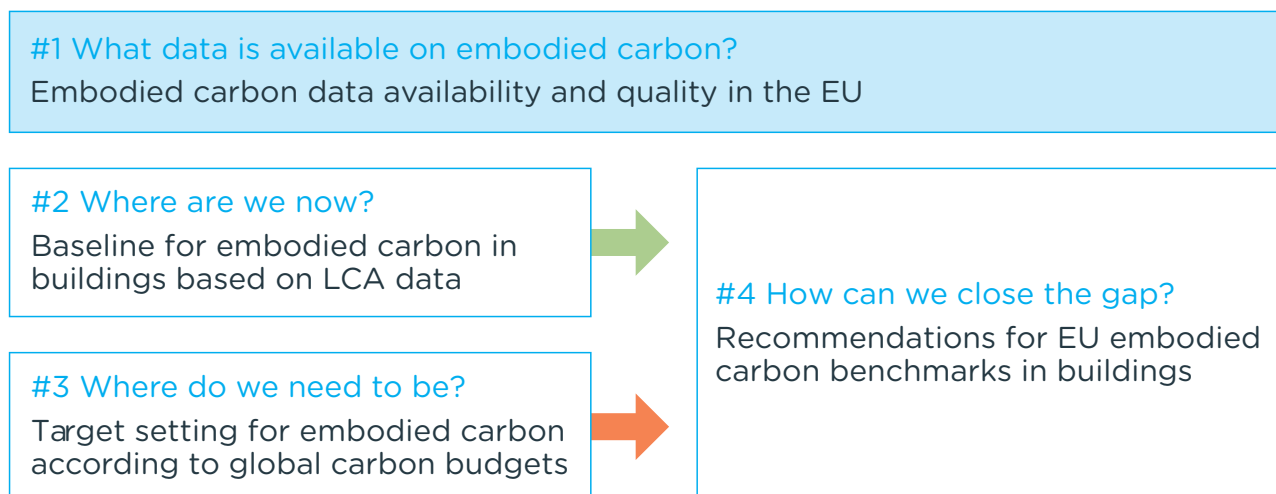 #1 What data is available on embodied carbon?
Embodied carbon data availability and quality in the EU
#2 Where are we now?
Baseline for embodied carbon in
buildings based on LCA data
#3 Where do we need to be?
Target setting for embodied carbon
according to global carbon budgets
#4 How can we close the gap?
Recommendations for EU embodied
carbon benchmarks in buildings